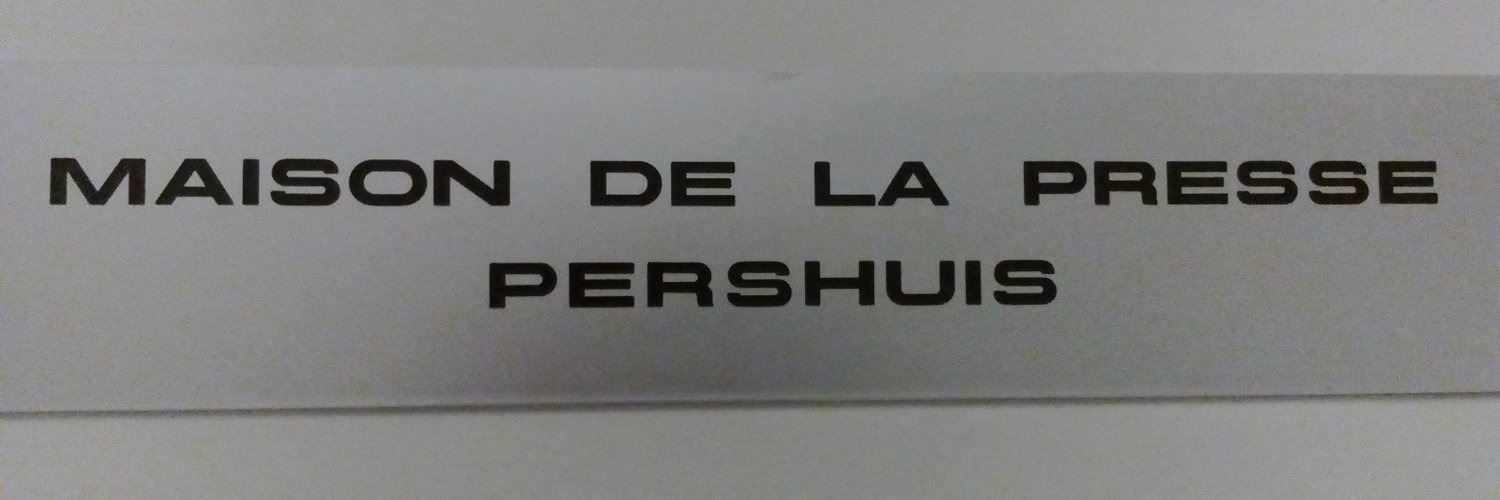 MAISON DE LA PRESSE
PERSHUIS